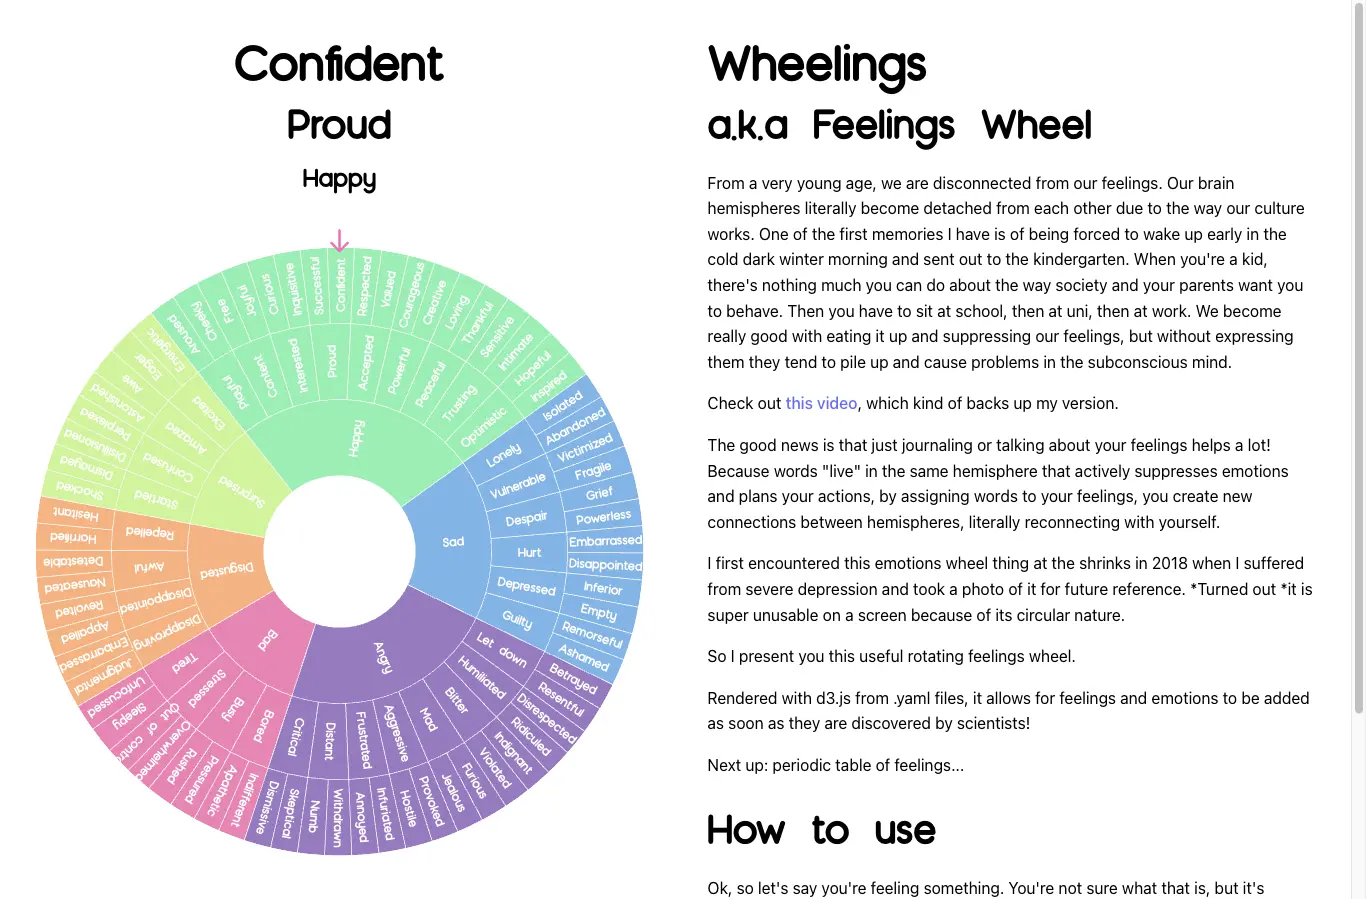 Confident
Proud
Happy
Successful
Confident
Respected
Valued
Courageous
Creative
Loving
Thankful
Sensitive
Intimate
Hopeful
Inspired
Isolated
Abandoned
Victimized
Fragile
Grief
Powerless
Embarrassed
Disappointed
Inferior
Empty
Remorseful
Ashamed
Betrayed
Resentful
Disrespected
Ridiculed
Indignant
Violated
Furious
Jealous
Provoked
Hostile
Infuriated
Annoyed
Withdrawn
Numb
Skeptical
Dismissive
Indifferent
Apathetic
Pressured
Rushed
Overwhelmed
Out of contro
Sleepy
Unfocussed
Judgmental
Embarrassed
Appalled
Revolted
Nauseated
Detestable
Horrified
Hesitant
Shocked
Dismayed
Disillusioned
Perplexed
Astonished
Awe
Eager
Energetic
Aroused
Cheeky
Free
Joyful
Curious
Inquisitive
Playful
Content
Interested
Proud
Accepted
Powerful
Peaceful
Trusting
Optimistic
Lonely
Vulnerable
Despair
Hurt
Depressed
Guilty
Let down
Humiliated
Bitter
Mad
Aggressive
Frustrated
Distant
Critical
Bored
Busy
Stressed
Tired
Disapproving
Disappointed
Awful
Repelled
Startled
Confused
Amazed
Excited
Happy
Sad
Angry
Bad
Disgusted
Surprised
Wheelings
a.k.a Feelings Wheel
From a very young age, we are disconnected from our feelings. Our brain
hemispheres literally become detached from each other due to the way our culture
works. One of the first memories I have is of being forced to wake up early in the
cold dark winter morning and sent out to the kindergarten. When you're a kid,
there's nothing much you can do about the way society and your parents want you
to behave. Then you have to sit at school, then at uni, then at work. We become
really good with eating it up and suppressing our feelings, but without expressing
them they tend to pile up and cause problems in the subconscious mind.
Check out this video, which kind of backs up my version.
The good news is that just journaling or talking about your feelings helps a lot!
Because words "live" in the same hemisphere that actively suppresses emotions
and plans your actions, by assigning words to your feelings, you create new
connections between hemispheres, literally reconnecting with yourself.
I first encountered this emotions wheel thing at the shrinks in 2018 when I suffered
from severe depression and took a photo of it for future reference. *Turned out *it is
super unusable on a screen because of its circular nature.
So I present you this useful rotating feelings wheel.
Rendered with d3.js from .yaml files, it allows for feelings and emotions to be added
as soon as they are discovered by scientists!
Next up: periodic table of feelings...
How to use
Ok, so let's say you're feeling something. You're not sure what that is, but it's